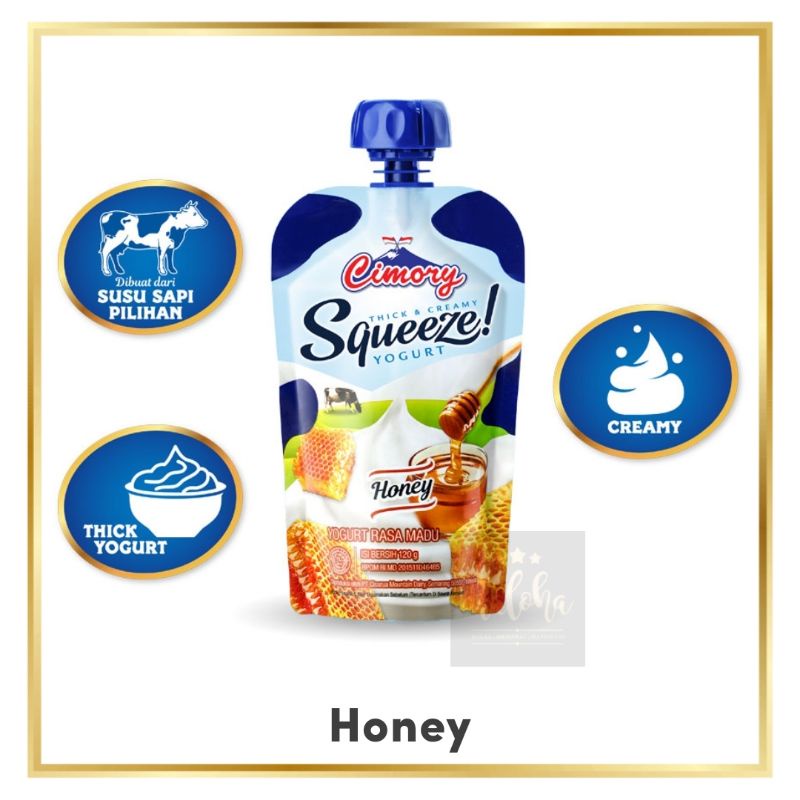 Cimory
THICK & CREAMY
Squeeze!
YOGURT
Honey
YOGURT RASA MADU
ISI BERSIH 120 g
Dibuat dari
SUSU SAPI
PILIHAN
THICK
YOGURT
CREAMY
aloha
Honey